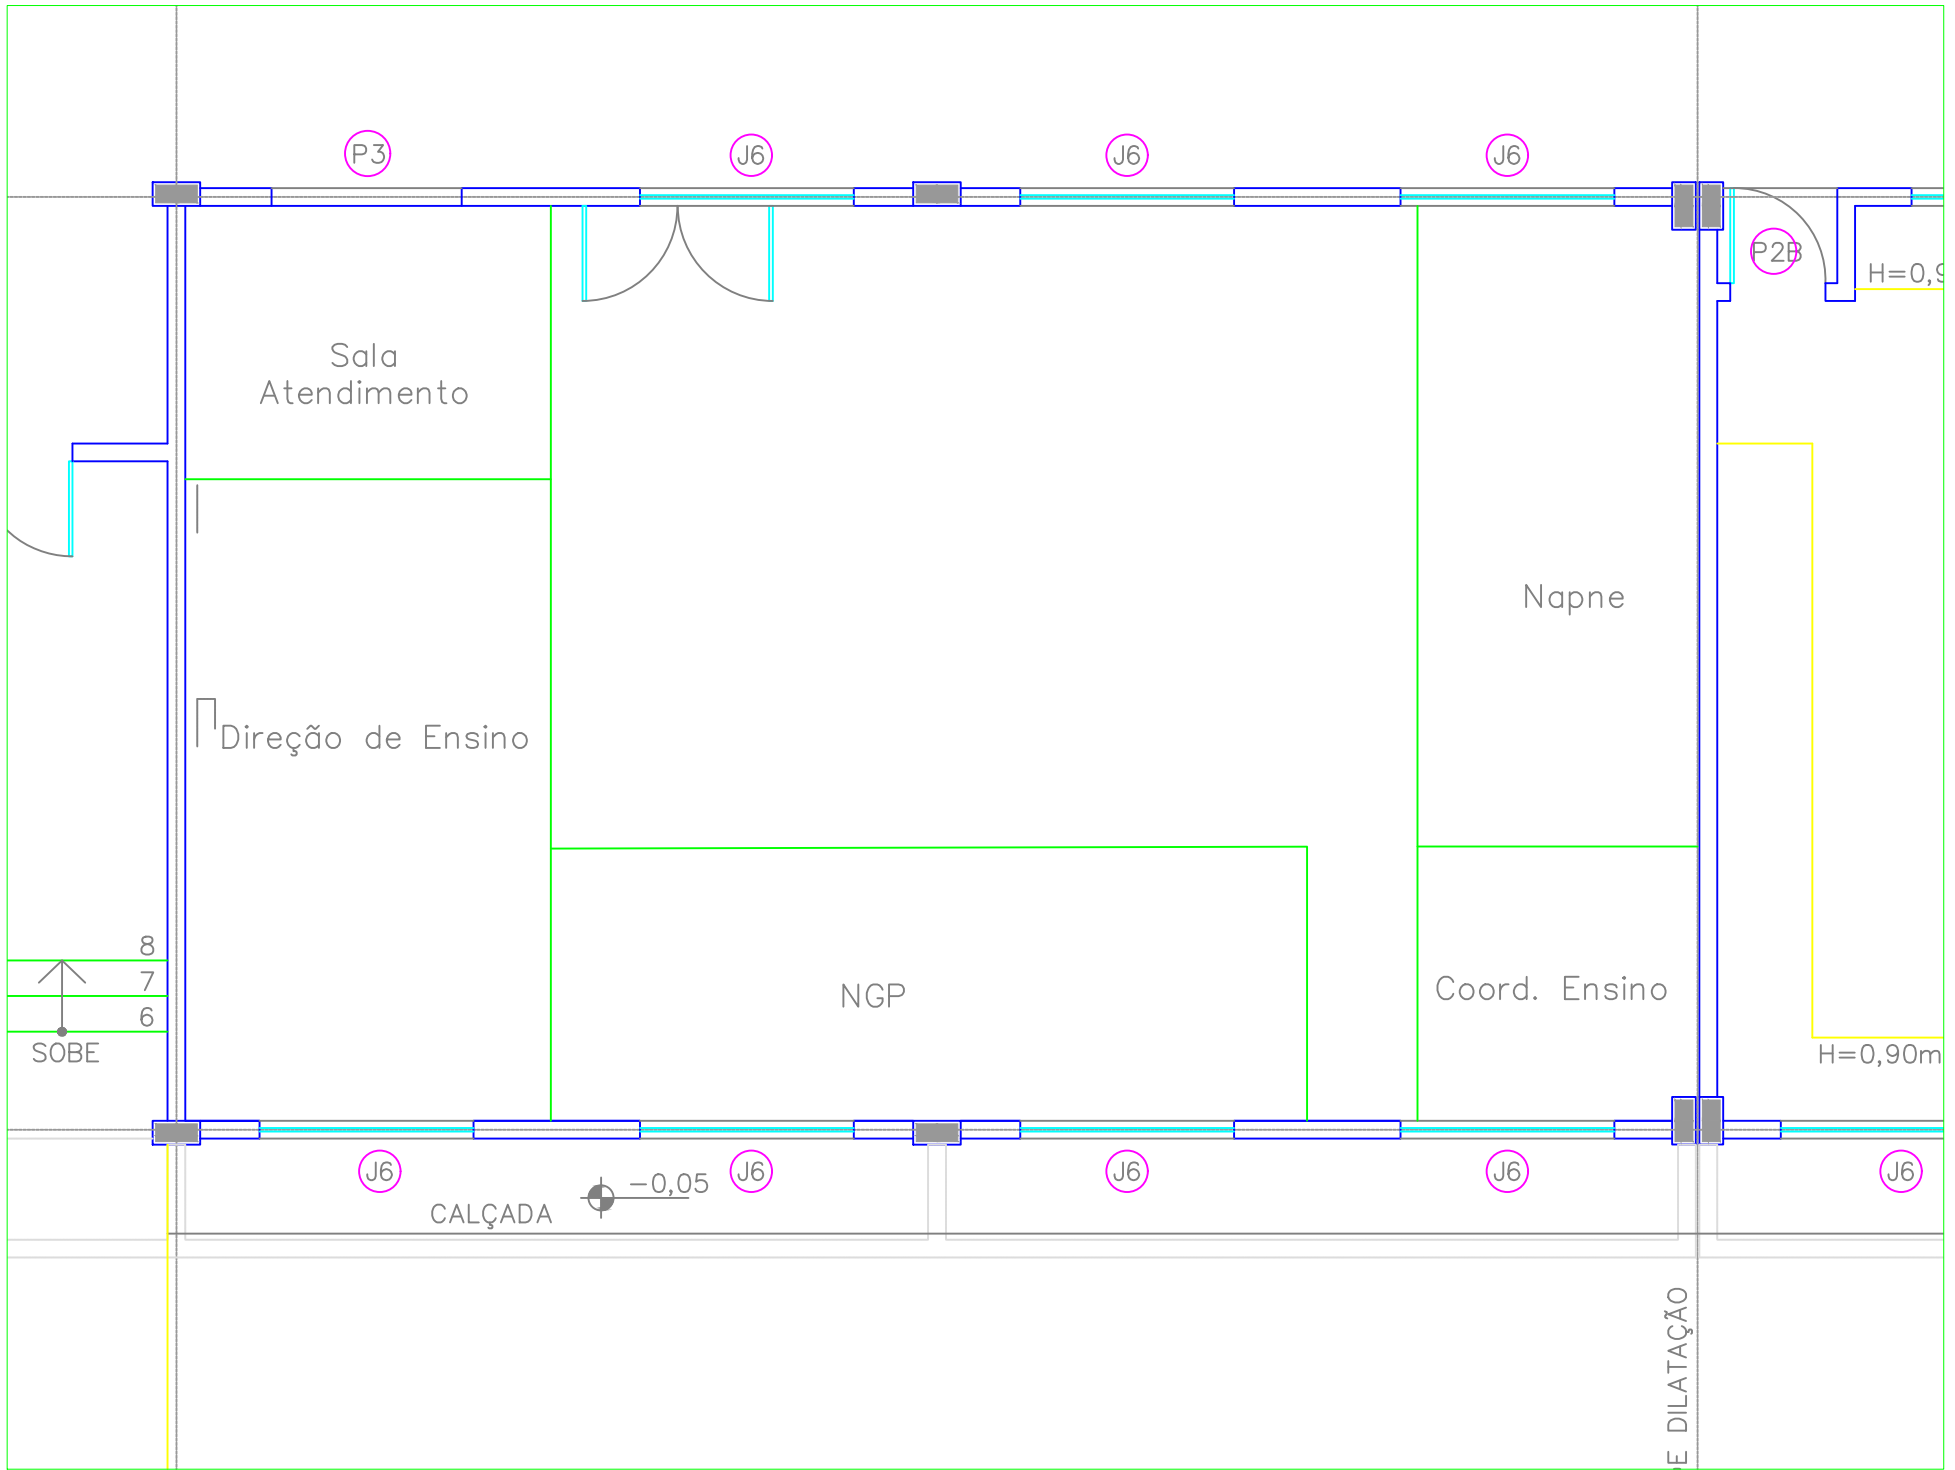 P3
J6
J6
J6
P2B
H=0,9
Sala
Atendimento
Napne
Direção de Ensino
8
7
6
SOBE
NGP
Coord. Ensino
H=0,90m
J6
J6
J6
J6
J6
-0,05
CALÇADA
DE DILATAÇÃO